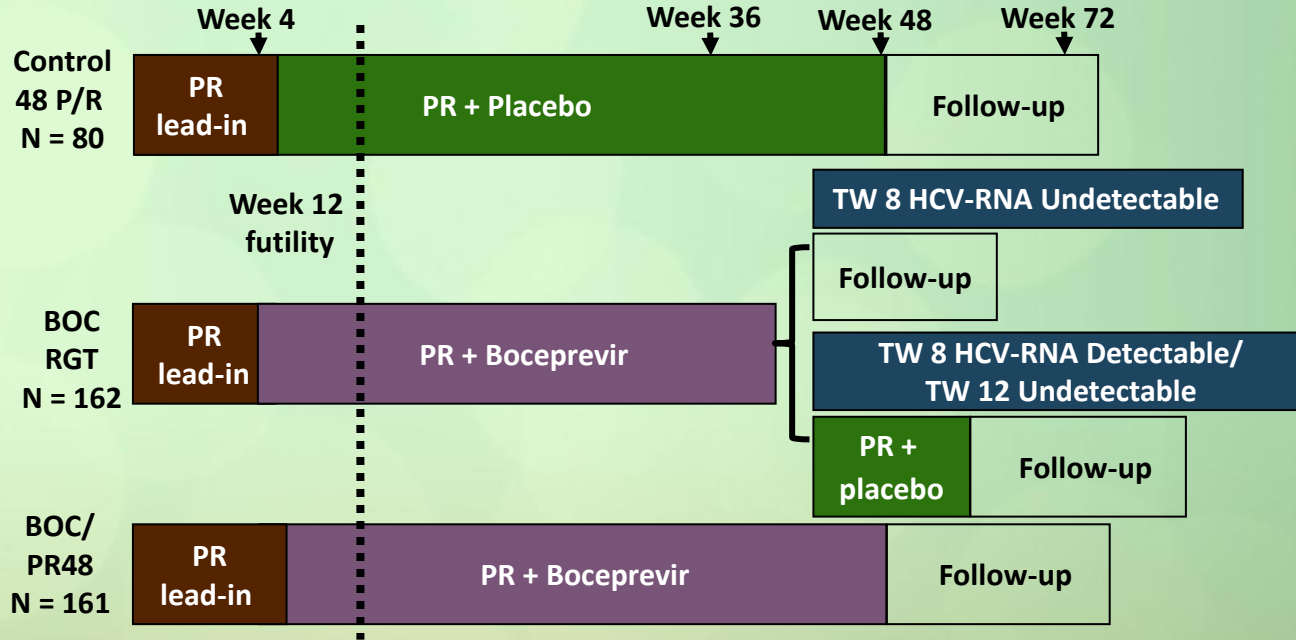 Week 4
Week 36
Week 48
Week 72
Control
48 P/R
N = 80
PR
lead-in
PR + Placebo
Follow-up
Week 12
futility
TW 8 HCV-RNA Undetectable
Follow-up
BOC
RGT
N = 162
PR
lead-in
PR + Boceprevir
TW 8 HCV-RNA Detectable/
TW 12 Undetectable
PR +
placebo
Follow-up
BOC/
PR48
N = 161
PR
lead-in
PR + Boceprevir
Follow-up